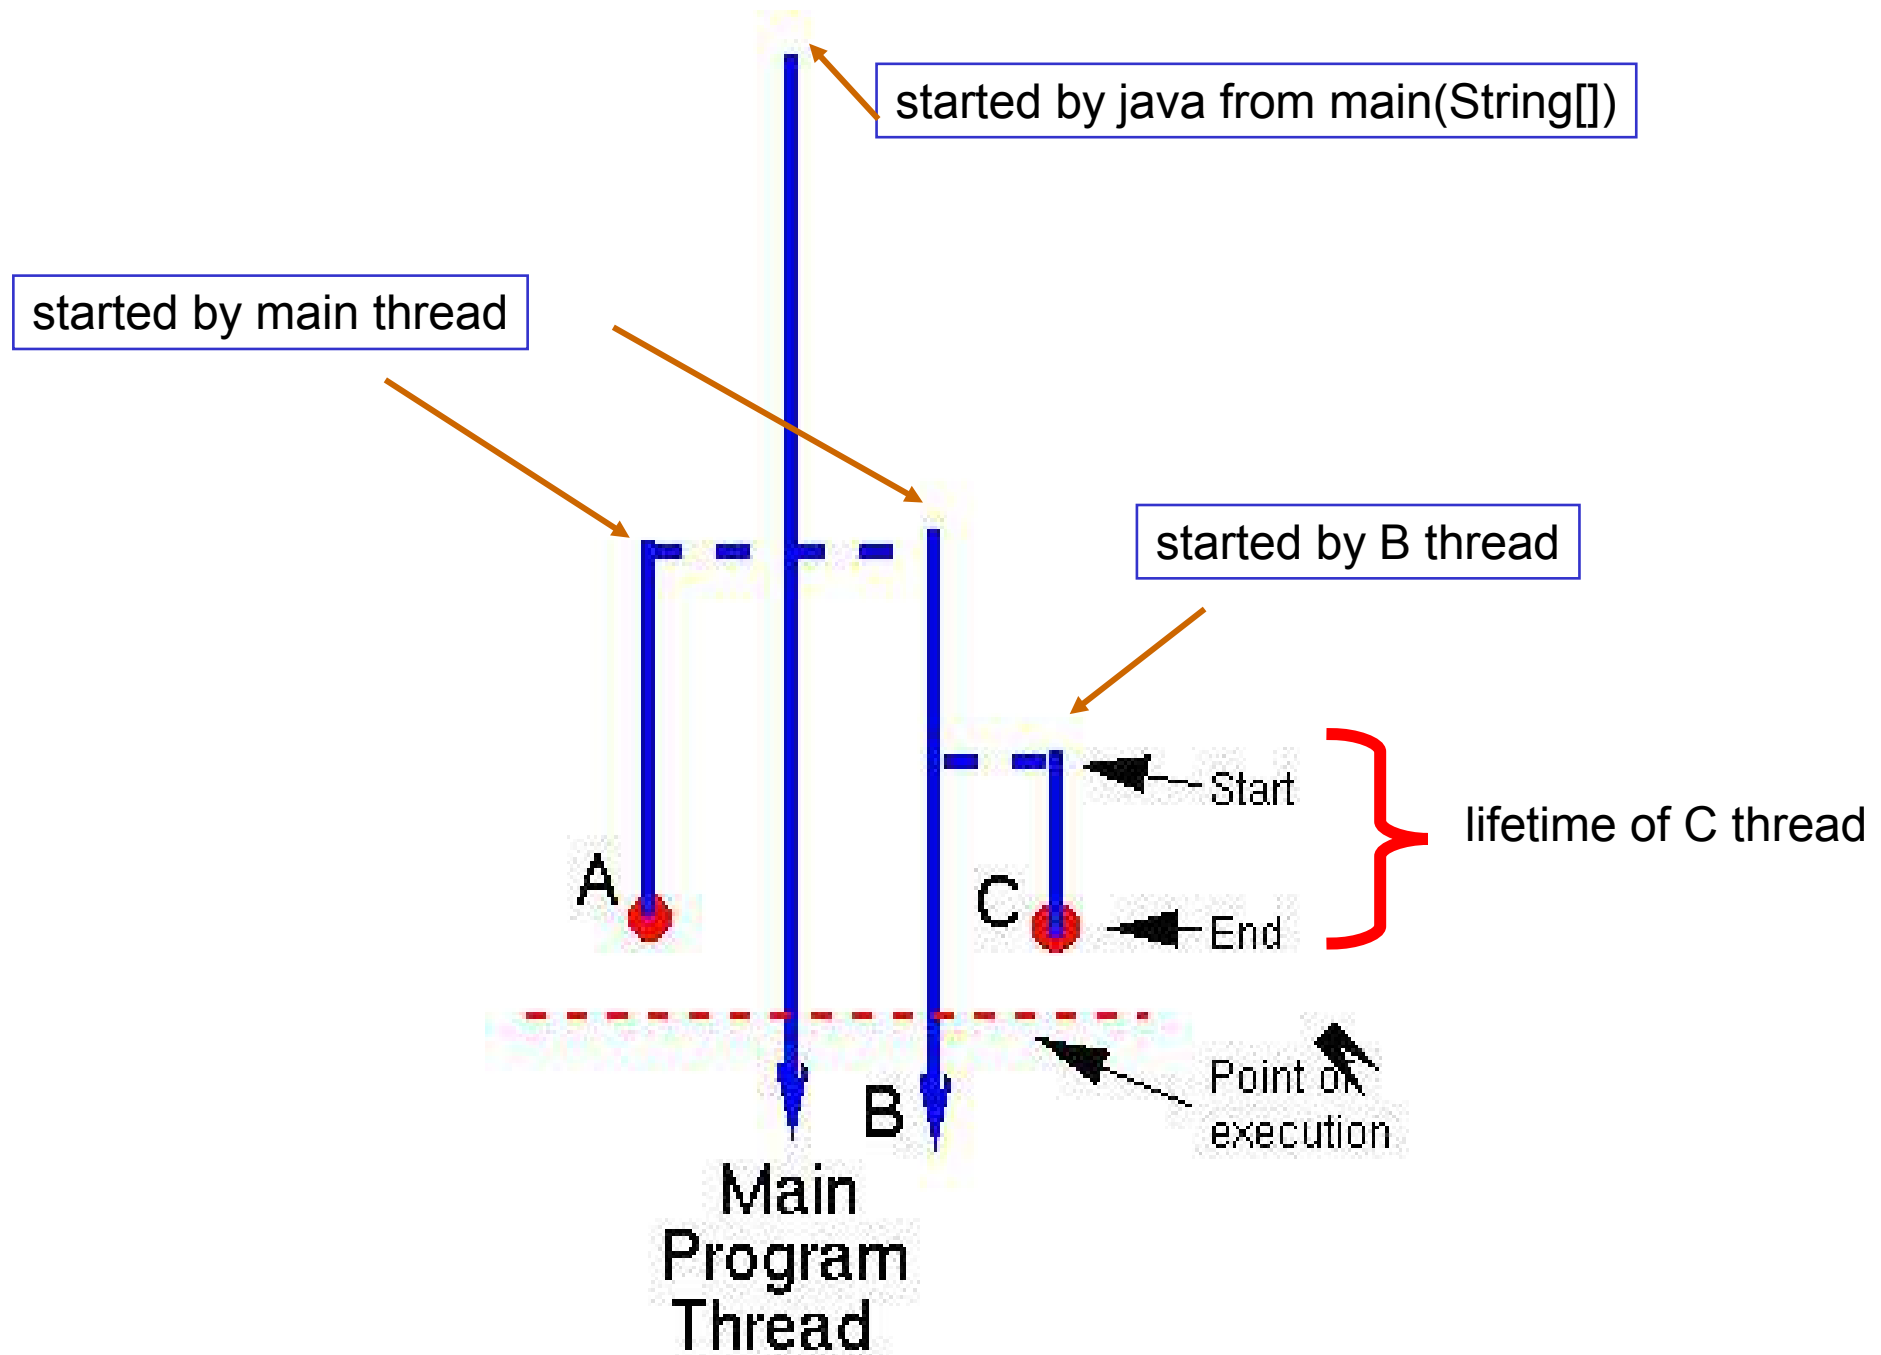 started by java from main(String[])
started by main thread
started by B thread
Start
lifetime of C thread
A
C
End
Point of
execution
B
Main
Program
Thread